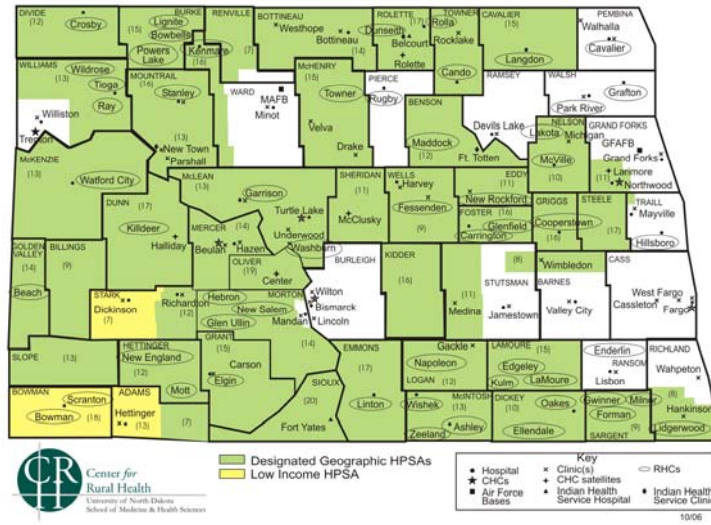 DIVIDE
(12)
Crosby
BURKE
(15)
Lignite
Bowbells
Powers
Lake
RENVILLE
Kenmare
(16)
(7)
BOTTINEAU
Westhope
Bottineau
(14)
ROLETTE
(17)
Dunseith
Belcourt
Rolette
TOWNER
Rolla
Rocklake
Cando
CAVALIER
(15)
Langdon
PEMBINA
Walhalla
Cavalier
WILLIAMS
(13)
Wildrose
Tioga
Ray
Williston
Trenton
MOUNTRAIL
(16)
Stanley
(13)
New Town
Parshall
WARD
MAFB
Minot
McHENRY
(15)
Towner
Velva
Drake
PIERCE
Rugby
BENSON
Maddock
(12)
RAMSEY
Devils Lake
Ft. Totten
WALSH
Park River
Grafton
NELSON
Lakota
Michigan
McVille
(10)
GRAND FORKS
GFAFB
Grand Forks
Larimore
(11)
Northwood
McKENZIE
(13)
Watford City
McLEAN
(13)
Garrison
Turtle Lake
Underwood
Washburn
SHERIDAN
(11)
McClusky
WELLS
Harvey
Fessenden
(9)
EDDY
(11)
New Rockford
FOSTER
(16)
Glenfield
Carrington
GRIGGS
(16)
Cooperstown
STEELE
(17)
TRAILL
Mayville
Hillsboro
DUNN
(17)
Killdeer
Halliday
MERCER
(14)
Beulah
Hazen
OLIVER
(19)
Center
GOLDEN
VALLEY
(14)
Beach
BILLINGS
(9)
STARK
Dickinson
(7)
Richardton
(12)
Hebron
New Salem
Glen Ullin
MORTON
Mandan
(14)
BURLEIGH
Wilton
Bismarck
Lincoln
KIDDER
(16)
STUTSMAN
(8)
(11)
Medina
Jamestown
BARNES
Wimbledon
Valley City
CASS
West Fargo
Cassleton
Fargo
SLOPE
(13)
HETTINGER
New England
(12)
Mott
GRANT
(15)
Carson
Elgin
SIOUX
(20)
Fort Yates
EMMONS
(17)
Linton
LOGAN
(12)
Gackle
Napoleon
LAMOURE
(15)
Edgeley
Kulm
LaMoure
RANSOM
Enderlin
Lisbon
RICHLAND
Wahpeton
(8)
Hankinson
Lidgerwood
BOWMAN
Scranton
Bowman
(18)
ADAMS
Hettinger
(13)
(7)
McINTOSH
(13)
Wishek
Ashley
Zeeland
DICKEY
(10)
Oakes
Ellendale
SARGENT
(9)
Gwinner
Milnor
Forman
CRH
Center for
Rural Health
University of North Dakota
School of Medicine & Health Sciences
Designated Geographic HPSAs
Low Income HPSA
Key
Hospital
Clinic(s)
RHCs
CHCs
CHC satellites
Air Force
Bases
Indian Health
Service Hospital
Indian Health
Service Clinic
10/06